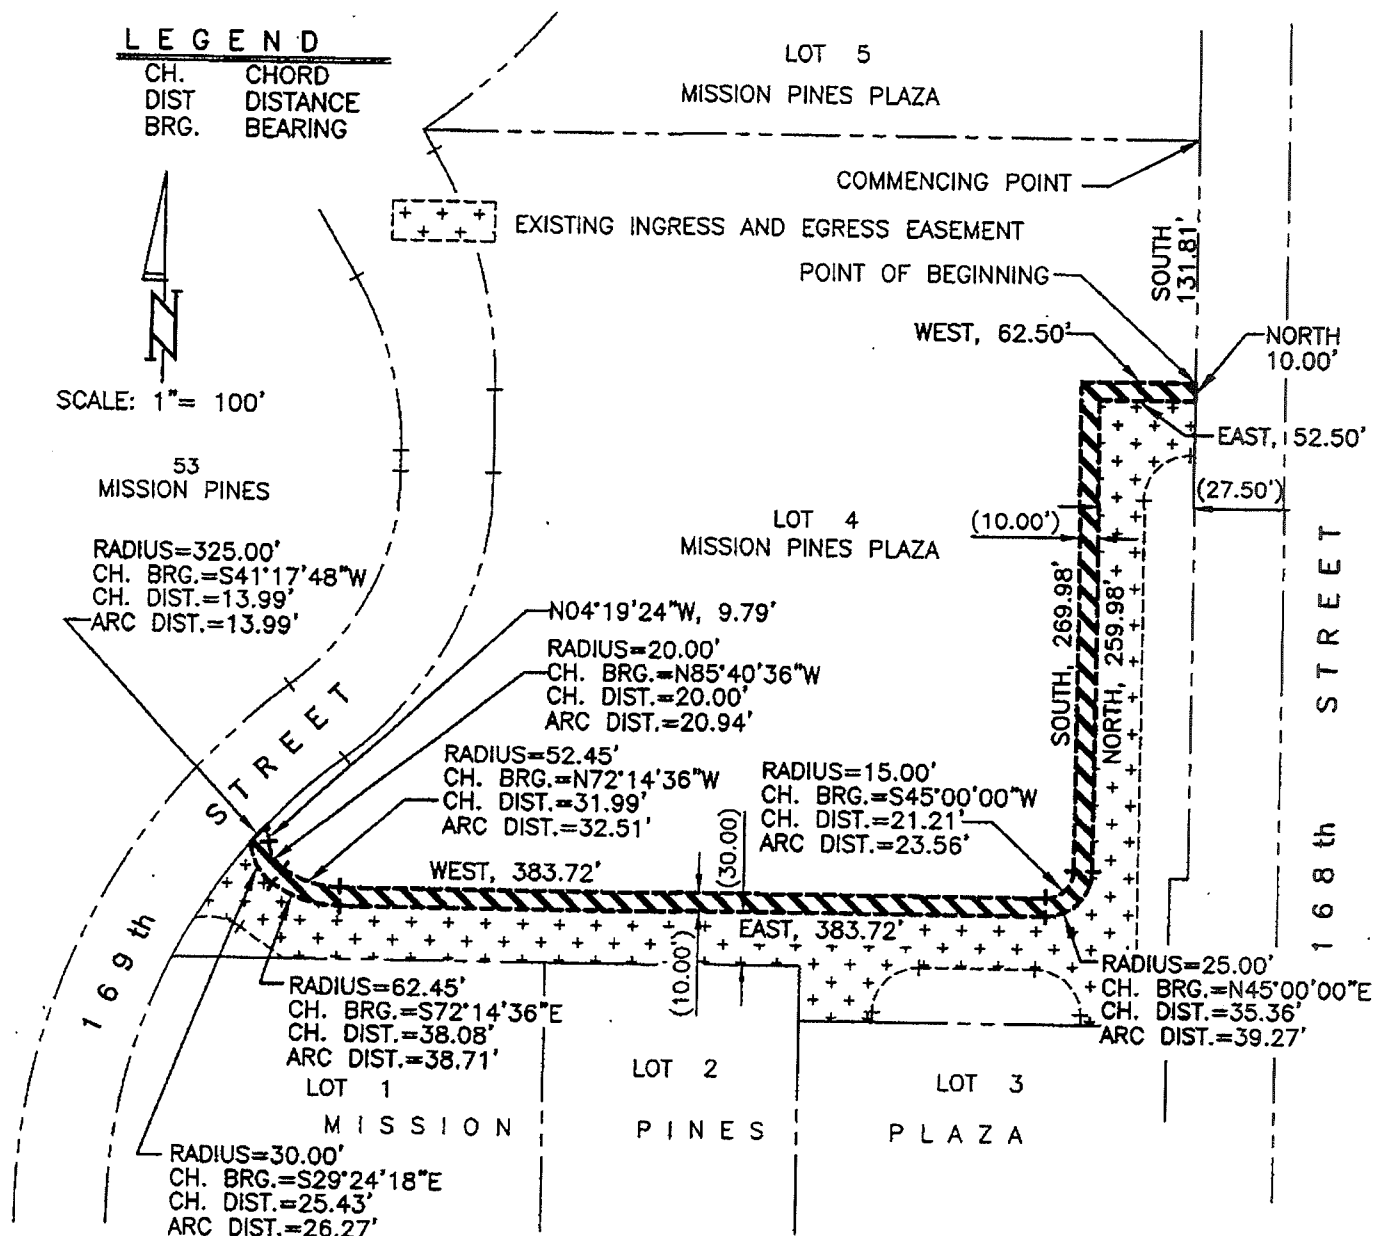 LEGEND
CH. CHORD
DIST DISTANCE
BRG. BEARING
LOT 5
MISSION PINES PLAZA
COMMENCING POINT
EXISTING INGRESS AND EGRESS EASEMENT
SOUTH
131.81'
POINT OF BEGINNING
WEST, 62.50'
NORTH
10.00'
N
SCALE: 1"= 100'
EAST, 52.50'
53
MISSION PINES
(27.50')
LOT 4
MISSION PINES PLAZA
(10.00')
RADIUS=325.00'
CH. BRG.=S41°17'48"W
CH. DIST.=13.99'
ARC DIST.=13.99'
N04°19'24"W, 9.79'
RADIUS=20.00'
CH. BRG.=N85°40'36"W
CH. DIST.=20.00'
ARC DIST.=20.94'
SOUTH, 269.98'
NORTH, 259.98'
168th STREET
RADIUS=52.45'
CH. BRG.=N72°14'36"W
CH. DIST.=31.99'
ARC DIST.=32.51'
RADIUS=15.00'
CH. BRG.=S45°00'00"W
CH. DIST.=21.21'
ARC DIST.=23.56'
WEST, 383.72'
(30.00)
EAST, 383.72'
(10.00')
169th STREET
RADIUS=62.45'
CH. BRG.=S72°14'36"E
CH. DIST.=38.08'
ARC DIST.=38.71'
RADIUS=25.00'
CH. BRG.=N45°00'00"E
CH. DIST.=35.36'
ARC DIST.=39.27'
LOT 1
LOT 2
LOT 3
MISSION PINES PLAZA
RADIUS=30.00'
CH. BRG.=S29°24'18"E
CH. DIST.=25.43'
ARC DIST.=26.27'